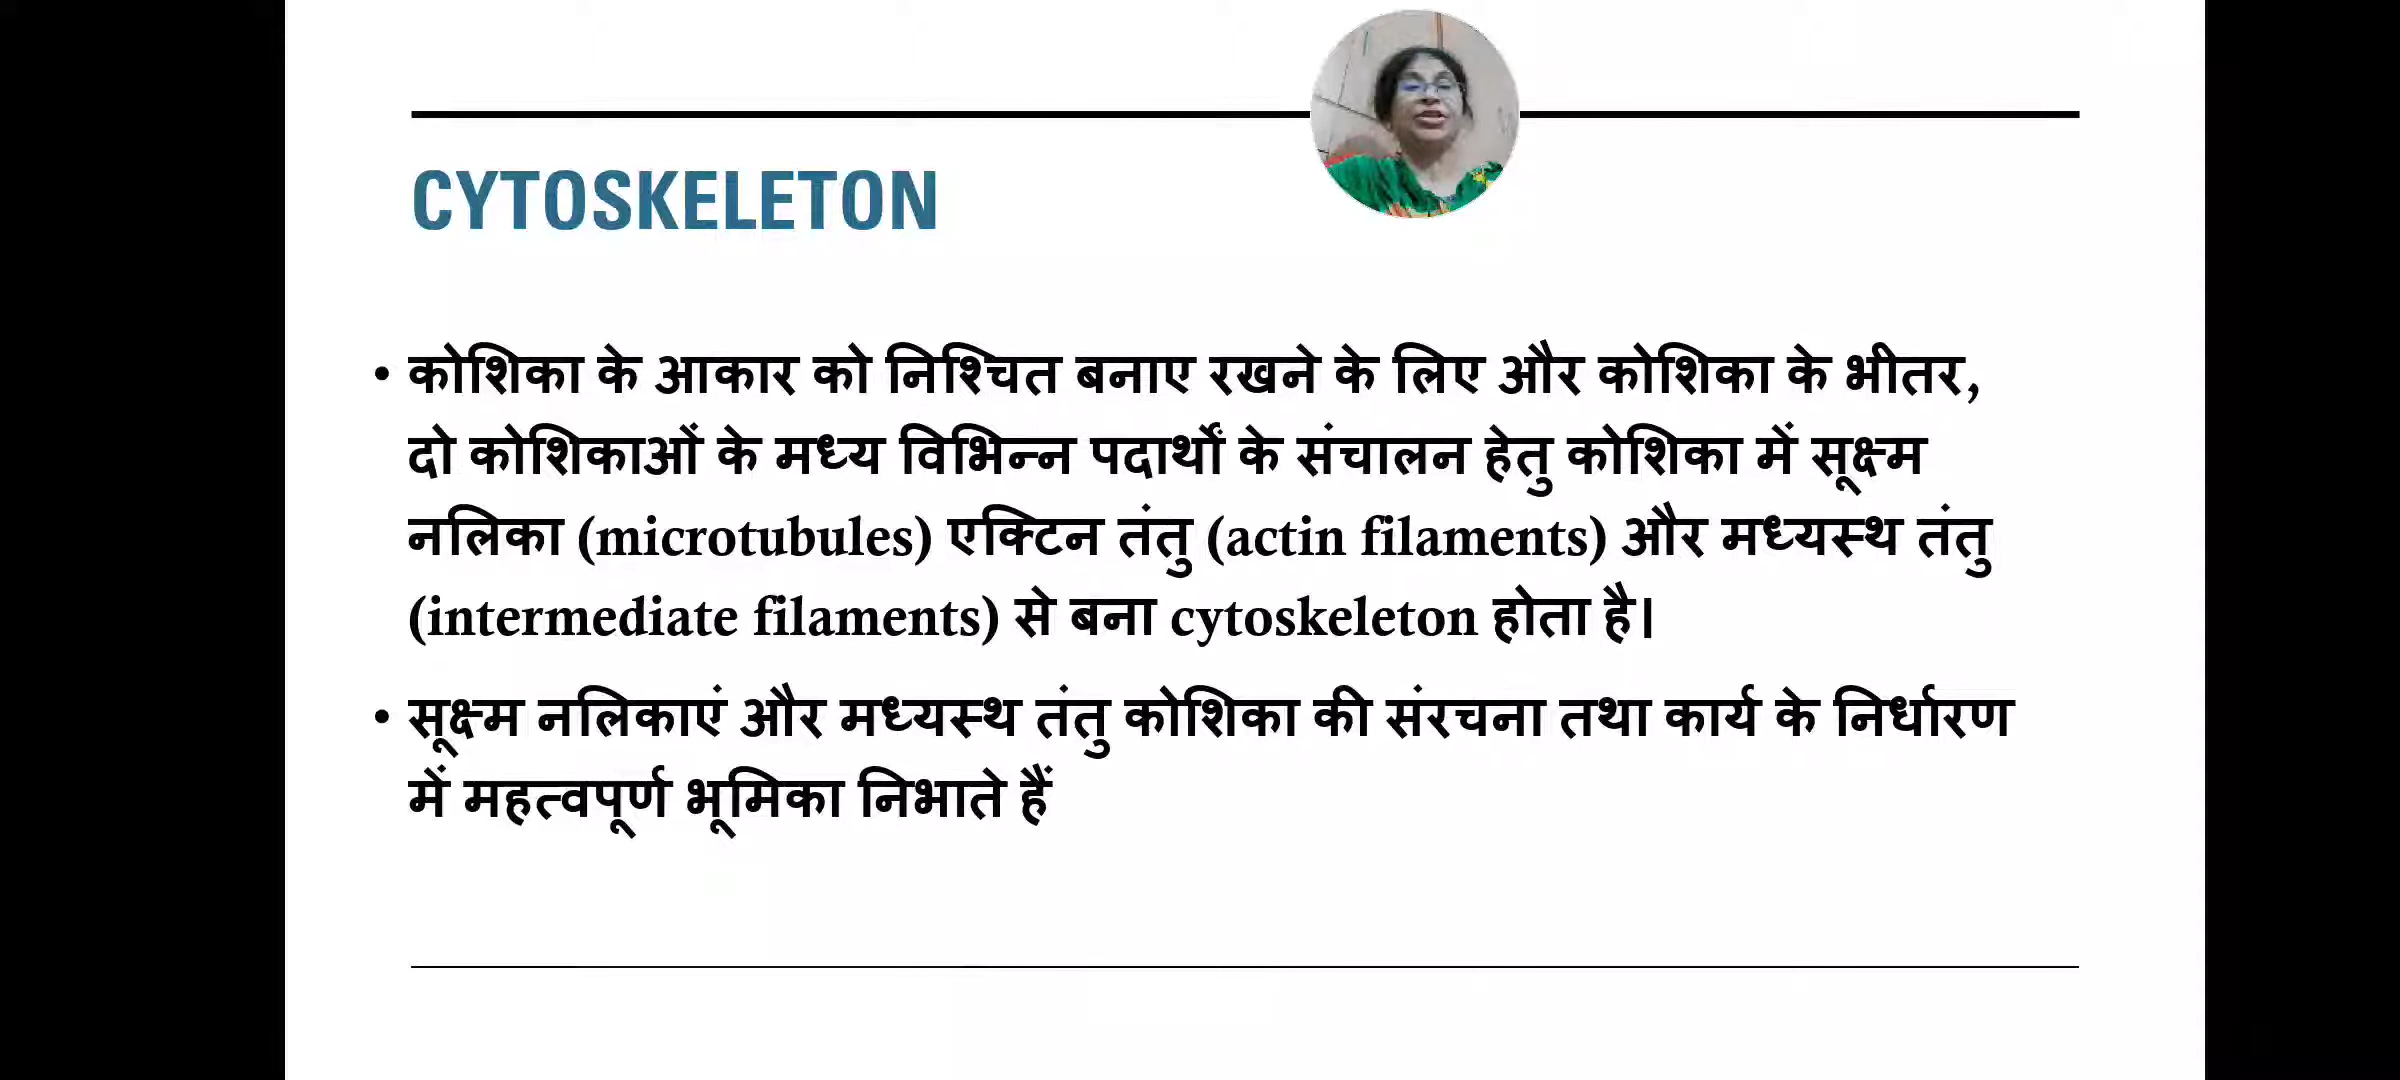 CYTOSKELETON
• कोशिका के आकार को निश्चित बनाए रखने के लिए और कोशिका के भीतर,
दो कोशिकाओं के मध्य विभिन्न पदार्थों के संचालन हेतु कोशिका में सूक्ष्म
नलिका (microtubules) एक्टिन तंतु (actin filaments) और मध्यस्थ तंतु
(intermediate filaments) से बना cytoskeleton होता है।
• सूक्ष्म नलिकाएं और मध्यस्थ तंतु कोशिका की संरचना तथा कार्य के निर्धारण
में महत्वपूर्ण भूमिका निभाते हैं